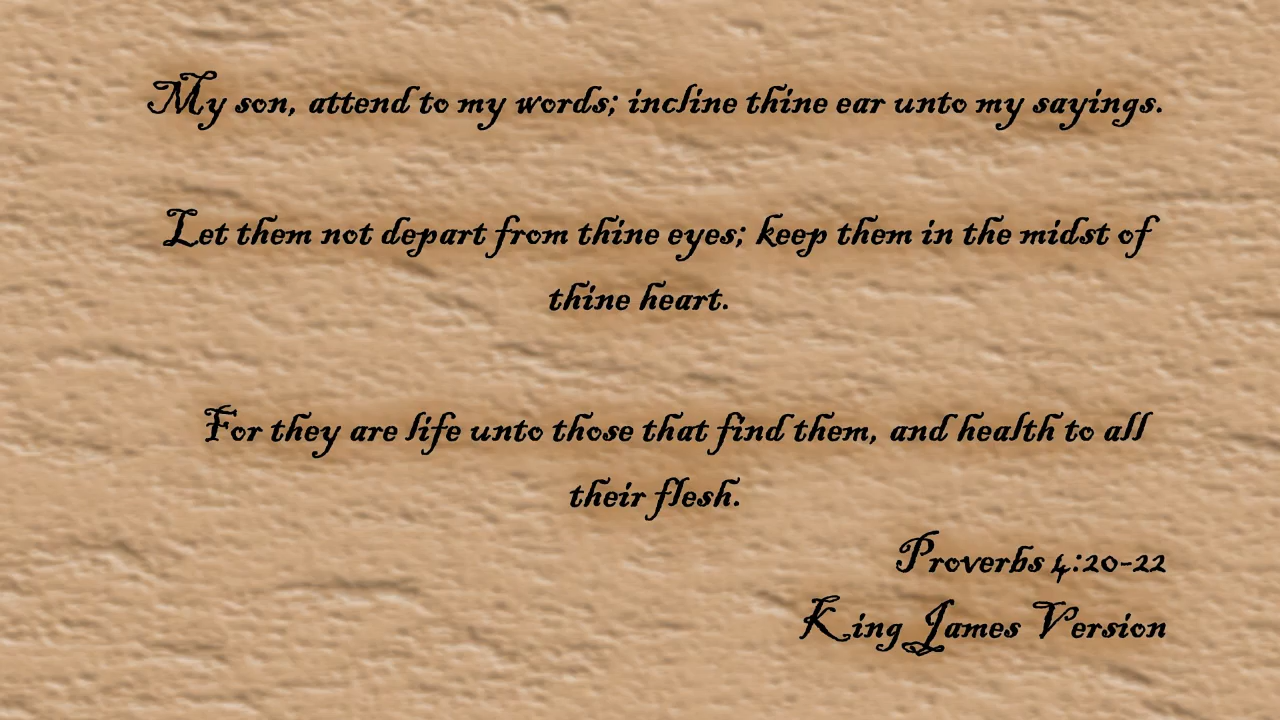 My son, attend to my words; incline thine ear unto my sayings.
Let them not depart from thine eyes; keep them in the midst of
thine heart.
For they are life unto those that find them, and health to all
their flesh.
Proverbs 4:20-22
King James Version